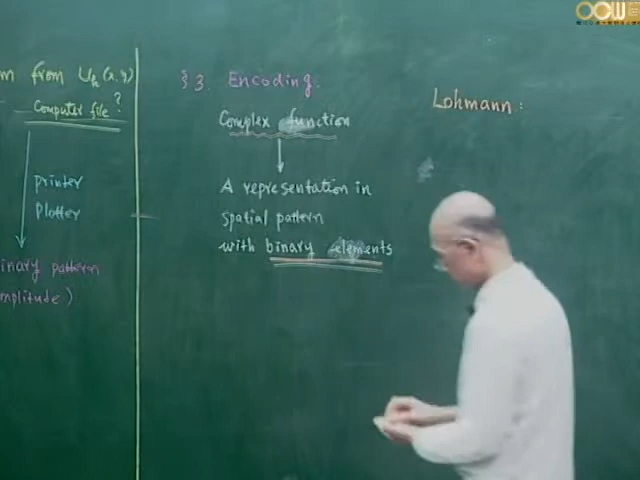 m from U_h(x, y)
Computer file ?
printer
Plotter
inary pattern
mplitude )
§ 3. Encoding.
Complex function
A representation in
spatial pattern
with binary elements
Lohmann :
OCW